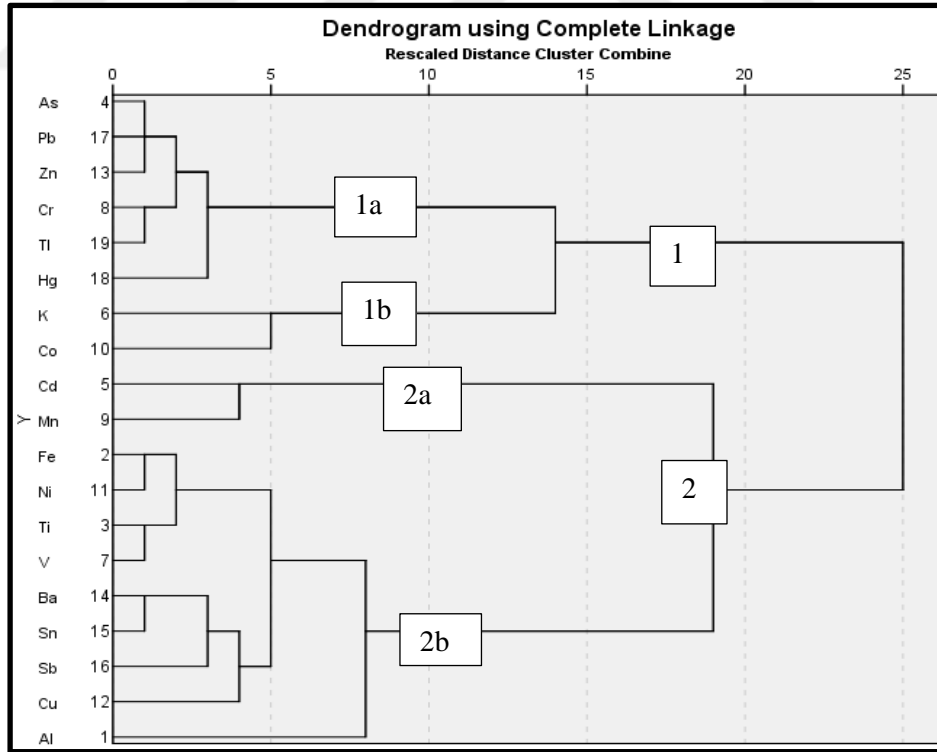 Dendrogram using Complete Linkage
Rescaled Distance Cluster Combine
0 5 10 15 20 25
As 4
Pb 17
Zn 13
Cr 8
Tl 19
Hg 18
K 6
Co 10
Cd 5
Mn 9
Fe 2
Ni 11
Ti 3
V 7
Ba 14
Sn 15
Sb 16
Cu 12
Al 1
Y
1a
1
1b
2a
2
2b